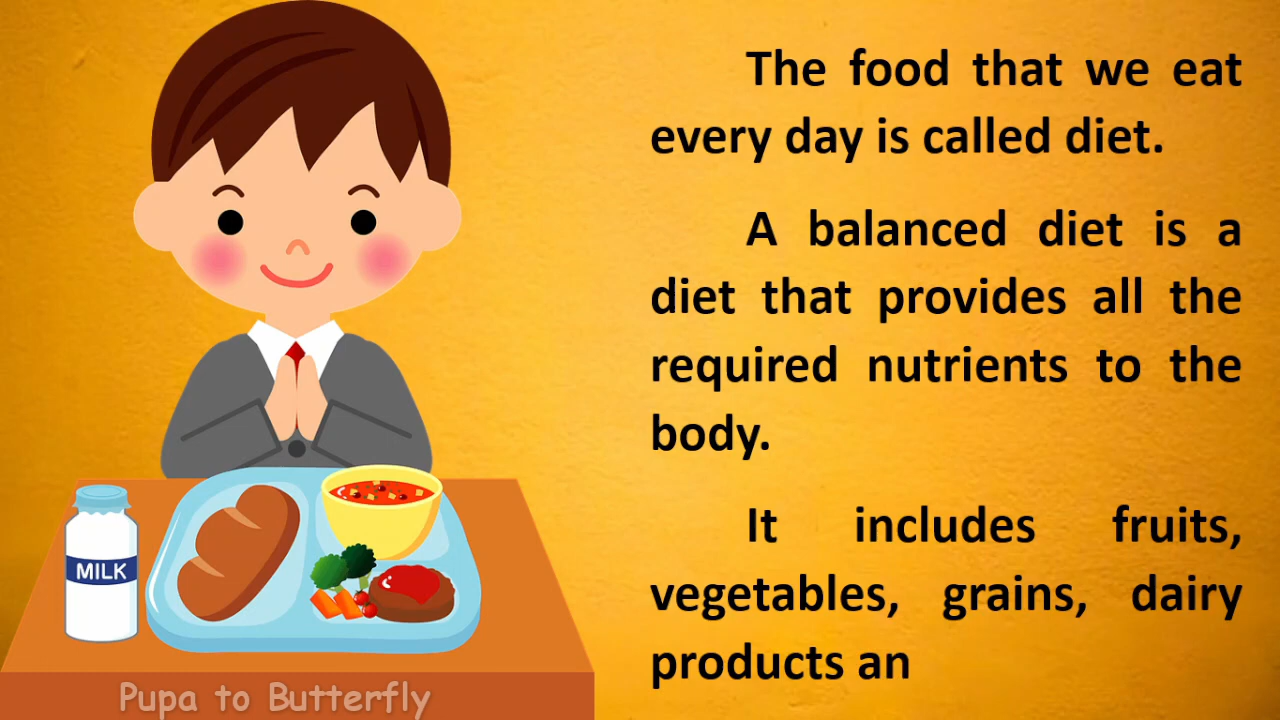 The food that we eat
every day is called diet.
A balanced diet is a
diet that provides all the
required nutrients to the
body.
It includes fruits,
vegetables, grains, dairy
products an
MILK
Pupa to Butterfly